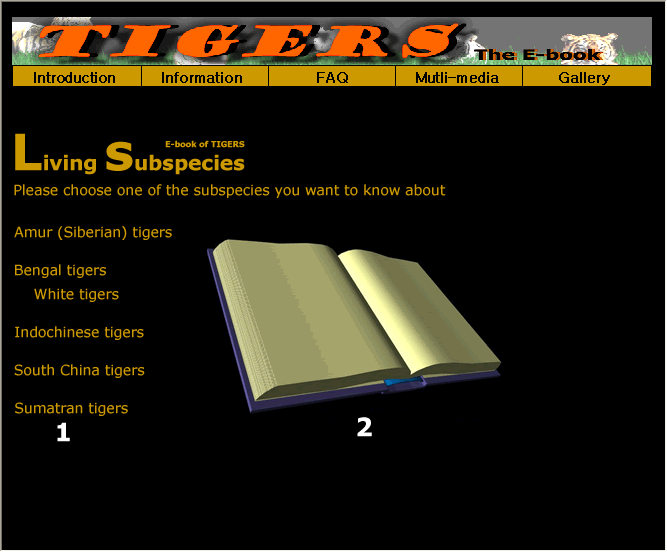 TIGERS
The E-book
Introduction Information FAQ Mutli-media Gallery
E-book of TIGERS
Living Subspecies
Please choose one of the subspecies you want to know about
Amur (Siberian) tigers
Bengal tigers
White tigers
Indochinese tigers
South China tigers
Sumatran tigers
1 2